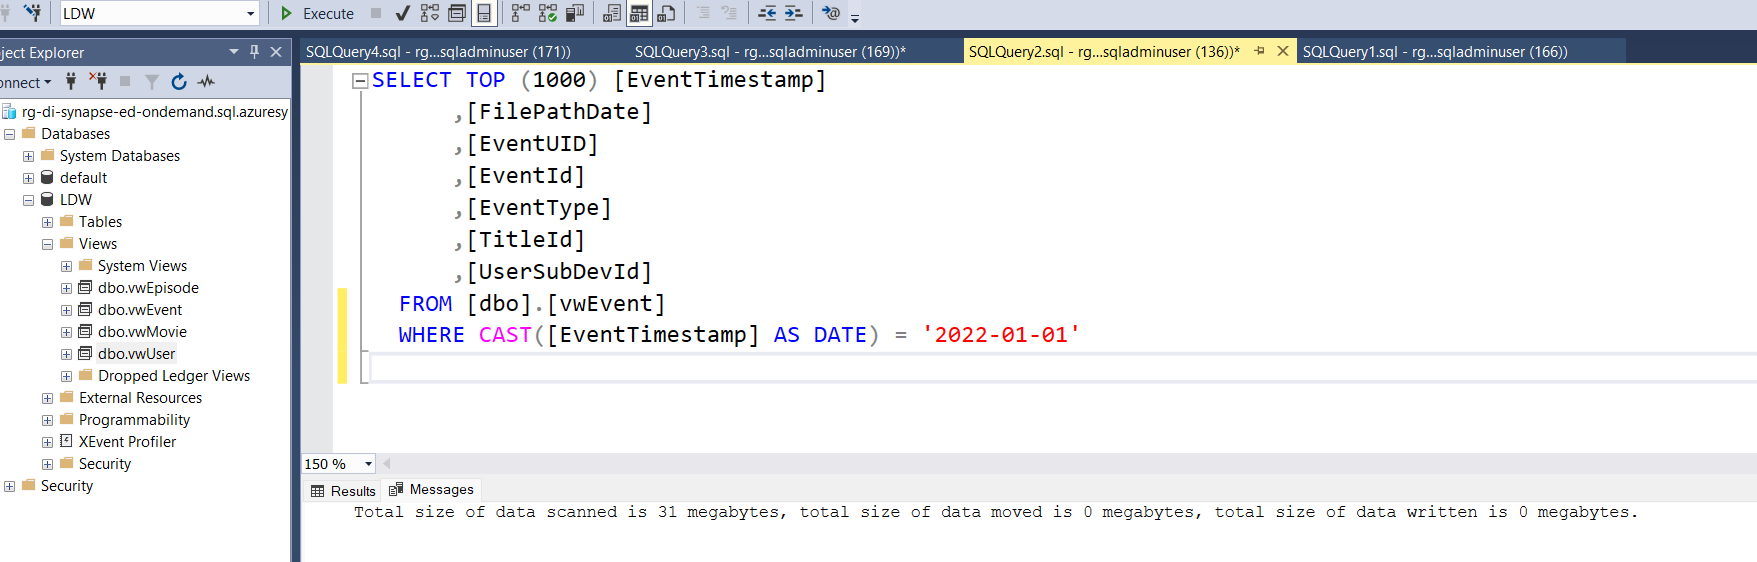 LDW
Execute
ject Explorer
SQLQuery4.sql - rg...sqladminuser (171))
SQLQuery3.sql - rg...sqladminuser (169))*
SQLQuery2.sql - rg...sqladminuser (136))*
SQLQuery1.sql - rg...sqladminuser (166))
onnect
rg-di-synapse-ed-ondemand.sql.azuresy
Databases
System Databases
default
LDW
Tables
Views
System Views
dbo.vwEpisode
dbo.vwEvent
dbo.vwMovie
dbo.vwUser
Dropped Ledger Views
External Resources
Programmability
XEvent Profiler
Security
Security
SELECT TOP (1000) [EventTimestamp]
,[FilePathDate]
,[EventUID]
,[EventId]
,[EventType]
,[TitleId]
,[UserSubDevId]
FROM [dbo].[vwEvent]
WHERE CAST([EventTimestamp] AS DATE) = '2022-01-01'
150 %
Results
Messages
Total size of data scanned is 31 megabytes, total size of data moved is 0 megabytes, total size of data written is 0 megabytes.